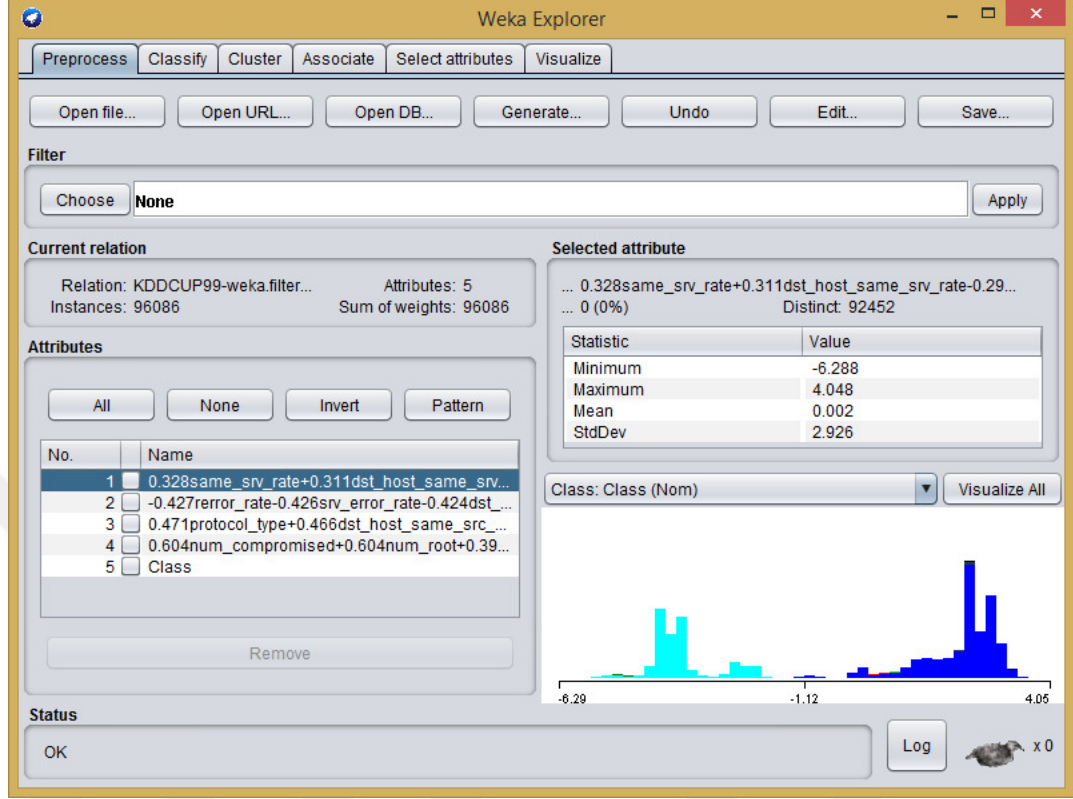 Weka Explorer
Preprocess Classify Cluster Associate Select attributes Visualize
Open file... Open URL... Open DB... Generate... Undo Edit... Save...
Filter
Choose None Apply
Current relation
Relation: KDDCUP99-weka.filter... Attributes: 5
Instances: 96086 Sum of weights: 96086
Attributes
All None Invert Pattern
No. Name
1 0.328same_srv_rate+0.311dst_host_same_srv...
2 -0.427rerror_rate-0.426srv_error_rate-0.424dst_...
3 0.471protocol_type+0.466dst_host_same_src_...
4 0.604num_compromised+0.604num_root+0.39...
5 Class
Remove
Selected attribute
... 0.328same_srv_rate+0.311dst_host_same_srv_rate-0.29...
... 0 (0%) Distinct: 92452
Statistic Value
Minimum -6.288
Maximum 4.048
Mean 0.002
StdDev 2.926
Class: Class (Nom) Visualize All
-6.29 -1.12 4.05
Status
OK
Log x 0